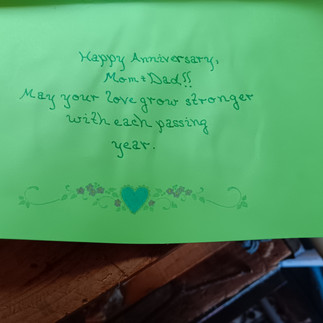 Happy Anniversary,
Mom & Dad!!
May your love grow stronger
with each passing
year.